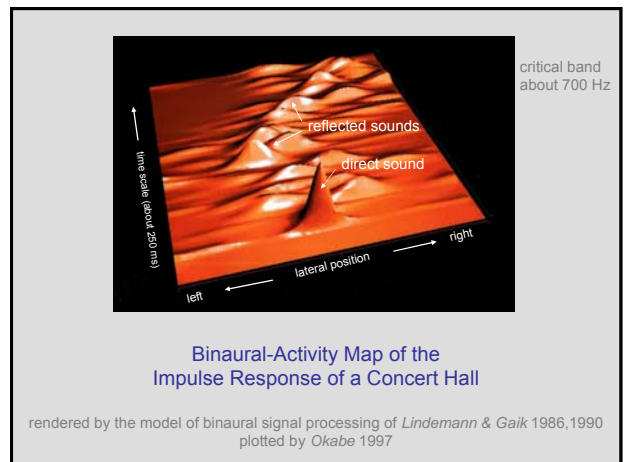 critical band
about 700 Hz
reflected sounds
direct sound
time scale (about 250 ms)
right
lateral position
left
Binaural-Activity Map of the
Impulse Response of a Concert Hall
rendered by the model of binaural signal processing of Lindemann & Gaik 1986,1990
plotted by Okabe 1997